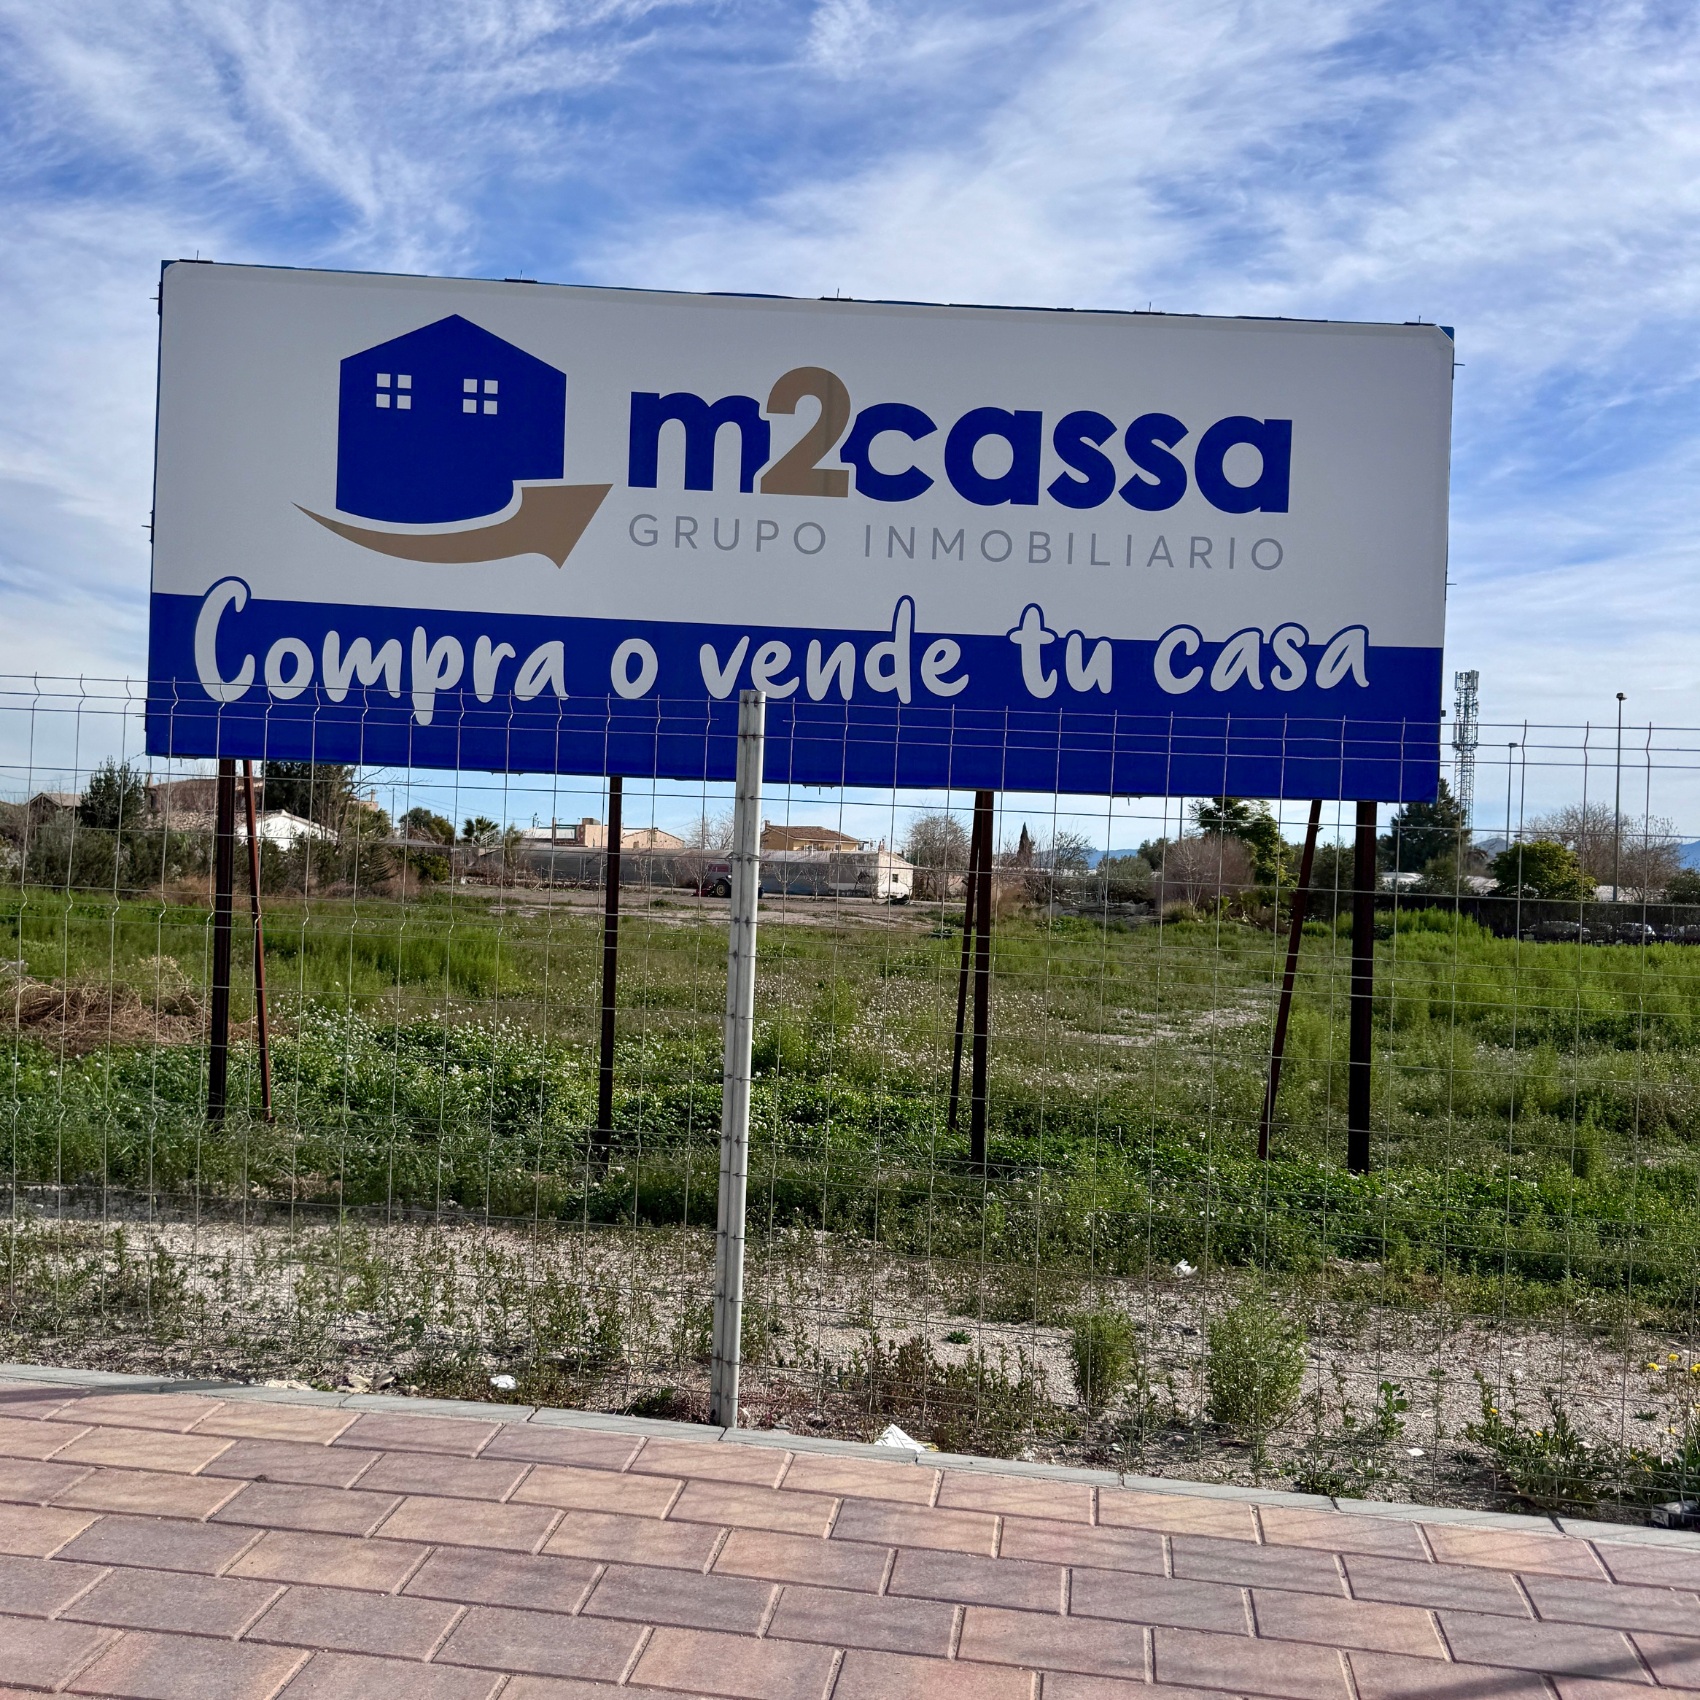 m2cassa
GRUPO INMOBILIARIO
Compra o vende tu casa